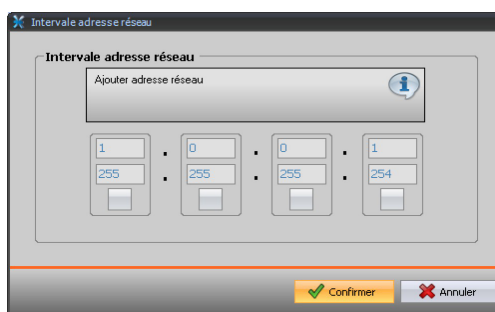 Intervale adresse réseau
Intervale adresse réseau
Ajouter adresse réseau
1 . 0 . 0 . 1
255 . 255 . 255 . 254
Confirmer Annuler